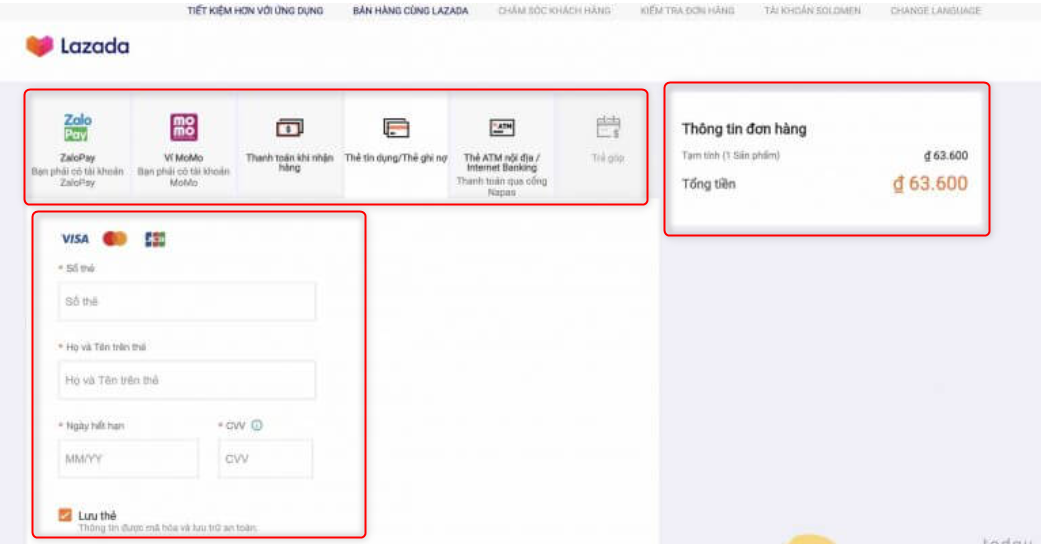 TIẾT KIỆM HƠN VỚI ỨNG DỤNG BÁN HÀNG CÙNG LAZADA CHĂM SÓC KHÁCH HÀNG KIỂM TRA ĐƠN HÀNG TÀI KHOẢN SOLOMEN CHANGE LANGUAGE
Lazada
Zalo Pay
ZaloPay
Bạn phải có tài khoản
ZaloPay
mo mo
Ví MoMo
Bạn phải có tài khoản
MoMo
Thanh toán khi nhận
hàng
Thẻ tín dụng/Thẻ ghi nợ
ATM
Thẻ ATM nội địa /
Internet Banking
Thanh toán qua cổng
Napas
Trả góp
Thông tin đơn hàng
Tạm tính (1 Sản phẩm) ₫ 63.600
Tổng tiền ₫ 63.600
VISA JCB
* Số thẻ
Số thẻ
* Họ và Tên trên thẻ
Họ và Tên trên thẻ
* Ngày hết hạn * CVV
MM/YY CVV
Lưu thẻ
Thông tin được mã hóa và lưu trữ an toàn.
today